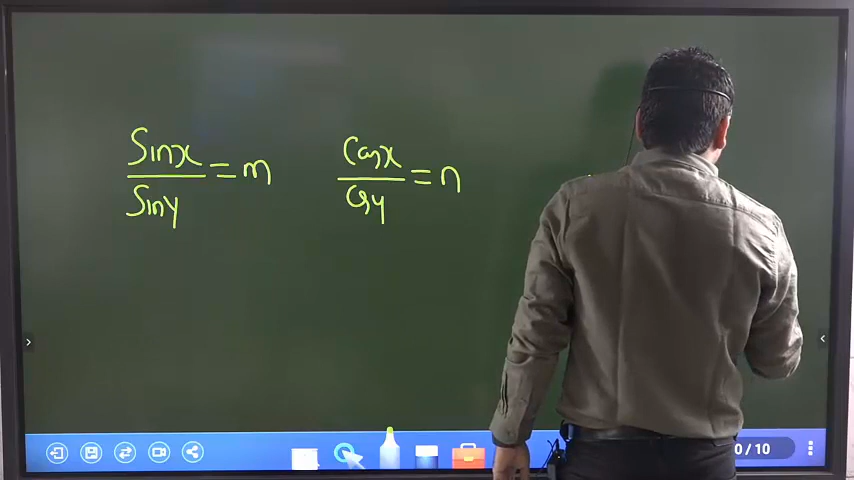 Sinx/Siny = m
Cosx/Cosy = n
0/10